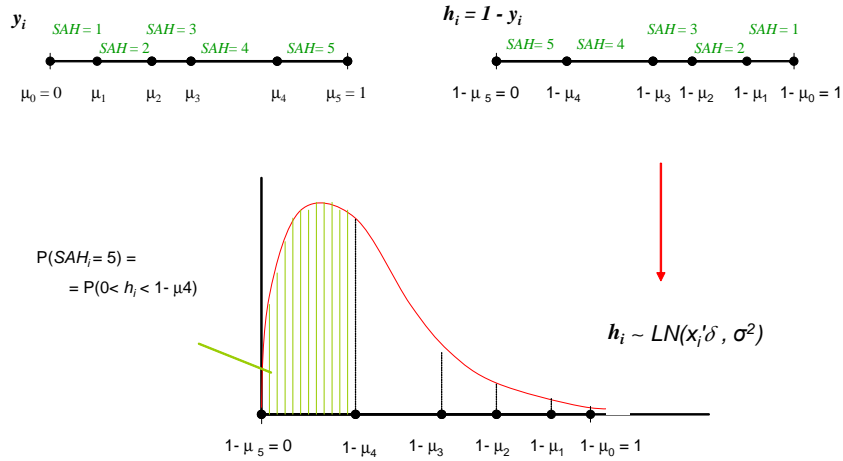 y_i
h_i = 1 - y_i
SAH = 1
SAH = 3
SAH = 2
SAH = 4
SAH = 5
μ_0 = 0
μ_1
μ_2
μ_3
μ_4
μ_5 = 1
SAH = 5
SAH = 4
SAH = 3
SAH = 2
SAH = 1
1- μ_5 = 0
1- μ_4
1- μ_3
1- μ_2
1- μ_1
1- μ_0 = 1
P(SAH_i = 5) =
= P(0< h_i < 1- μ4)
h_i ~ LN(x_i'δ , σ²)
1- μ_5 = 0
1- μ_4
1- μ_3
1- μ_2
1- μ_1
1- μ_0 = 1